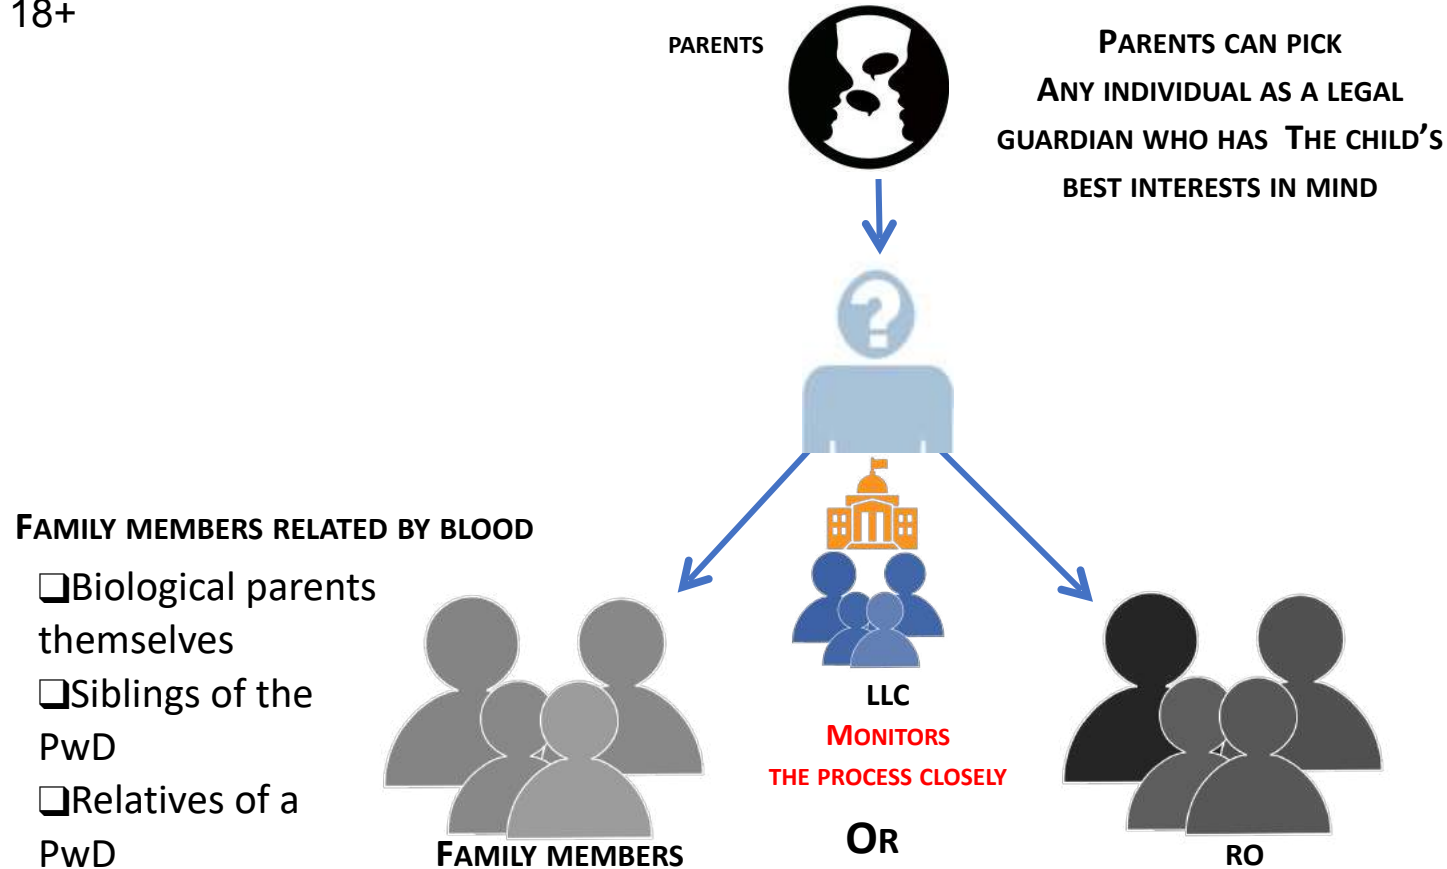 18+
PARENTS
PARENTS CAN PICK
ANY INDIVIDUAL AS A LEGAL
GUARDIAN WHO HAS THE CHILD'S
BEST INTERESTS IN MIND
?
FAMILY MEMBERS RELATED BY BLOOD
❑Biological parents
themselves
❑Siblings of the
PwD
❑Relatives of a
PwD
FAMILY MEMBERS
LLC
MONITORS
THE PROCESS CLOSELY
OR
RO